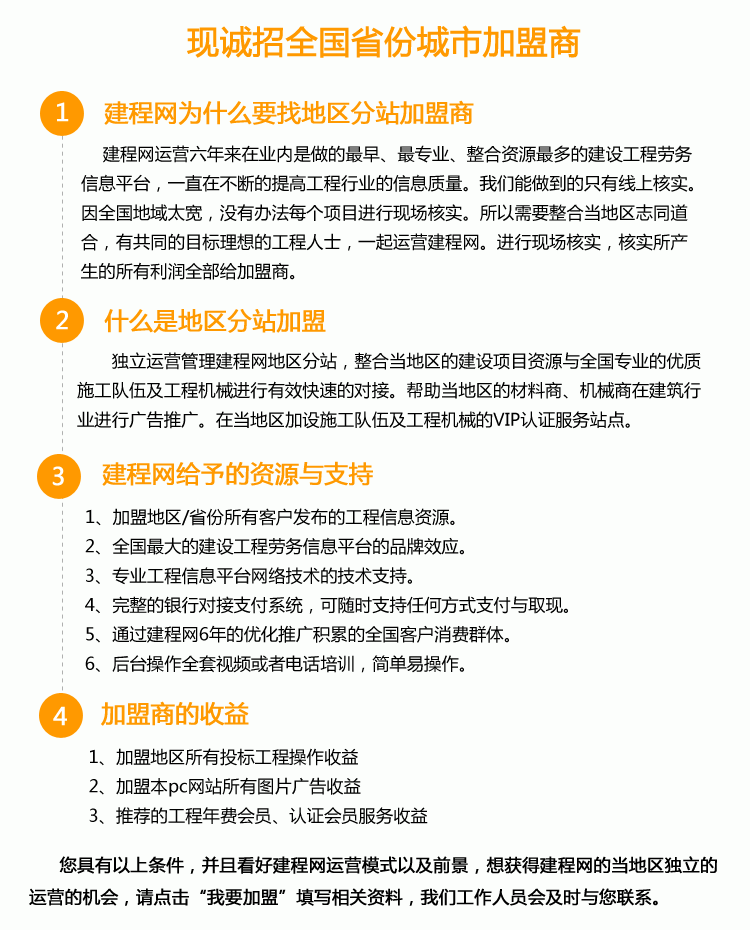 现诚招全国省份城市加盟商
1 建程网为什么要找地区分站加盟商
建程网运营六年来在业内是做的最早、最专业、整合资源最多的建设工程劳务
信息平台，一直在不断的提高工程行业的信息质量。我们能做到的只有线上核实。
因全国地域太宽，没有办法每个项目进行现场核实。所以需要整合当地区志同道
合，有共同的目标理想的工程人士，一起运营建程网。进行现场核实，核实所产
生的所有利润全部给加盟商。
2 什么是地区分站加盟
独立运营管理建程网地区分站，整合当地区的建设项目资源与全国专业的优质
施工队伍及工程机械进行有效快速的对接。帮助当地区的材料商、机械商在建筑行
业进行广告推广。在当地区加设施工队伍及工程机械的VIP认证服务站点。
3 建程网给予的资源与支持
1、加盟地区/省份所有客户发布的工程信息资源。
2、全国最大的建设工程劳务信息平台的品牌效应。
3、专业工程信息平台网络技术的技术支持。
4、完整的银行对接支付系统，可随时支持任何方式支付与取现。
5、通过建程网6年的优化推广积累的全国客户消费群体。
6、后台操作全套视频或者电话培训，简单易操作。
4 加盟商的收益
1、加盟地区所有投标工程操作收益
2、加盟本pc网站所有图片广告收益
3、推荐的工程年费会员、认证会员服务收益
您具有以上条件，并且看好建程网运营模式以及前景，想获得建程网的当地区独立的
运营的机会，请点击“我要加盟”填写相关资料，我们工作人员会及时与您联系。